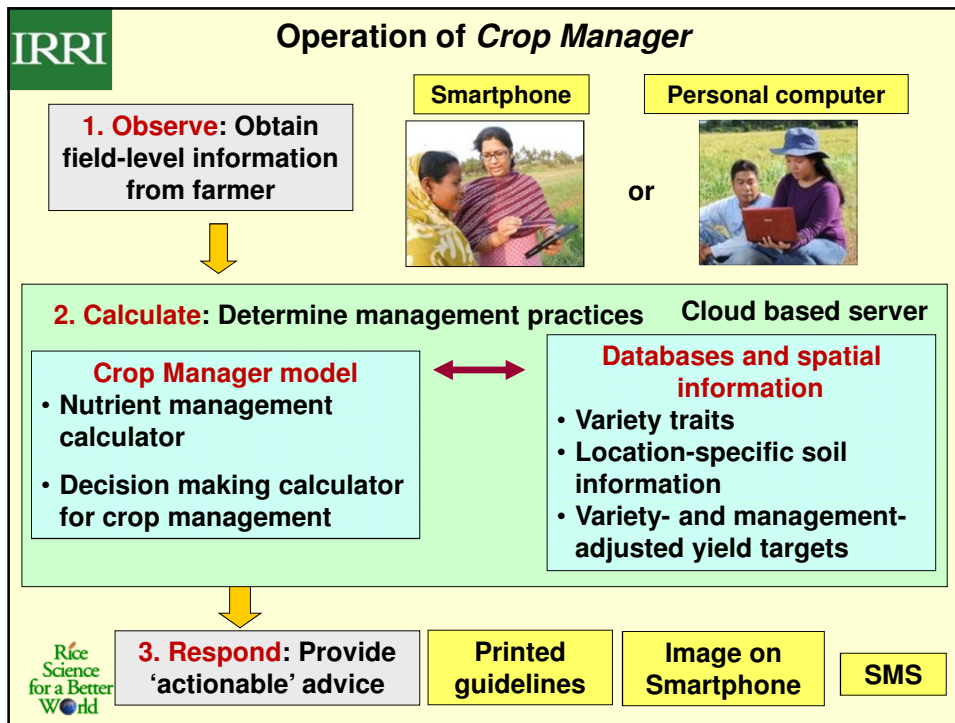 IRRI
Operation of Crop Manager
Smartphone
Personal computer
1. Observe: Obtain
field-level information
from farmer
or
2. Calculate: Determine management practices
Cloud based server
Crop Manager model
• Nutrient management
calculator
• Decision making calculator
for crop management
Databases and spatial
information
• Variety traits
• Location-specific soil
information
• Variety- and management-
adjusted yield targets
Rice
Science
for a Better
World
3. Respond: Provide
‘actionable’ advice
Printed
guidelines
Image on
Smartphone
SMS